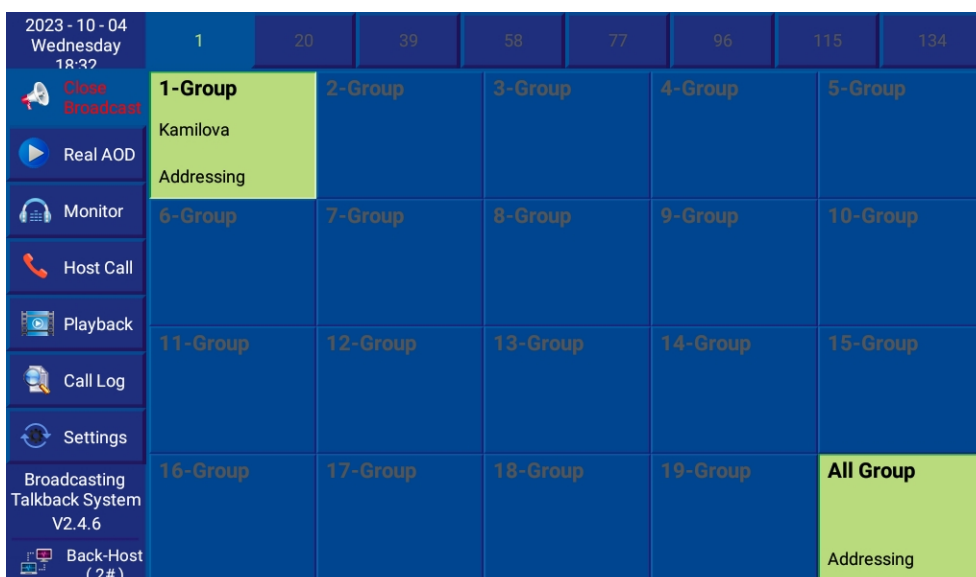 2023 - 10 - 04
Wednesday
18:32
1
20
39
58
77
96
115
134
Close
Broadcast
Real AOD
Monitor
Host Call
Playback
Call Log
Settings
Broadcasting
Talkback System
V2.4.6
Back-Host
( 2#)
1-Group
Kamilova
Addressing
2-Group
3-Group
4-Group
5-Group
6-Group
7-Group
8-Group
9-Group
10-Group
11-Group
12-Group
13-Group
14-Group
15-Group
16-Group
17-Group
18-Group
19-Group
All Group
Addressing